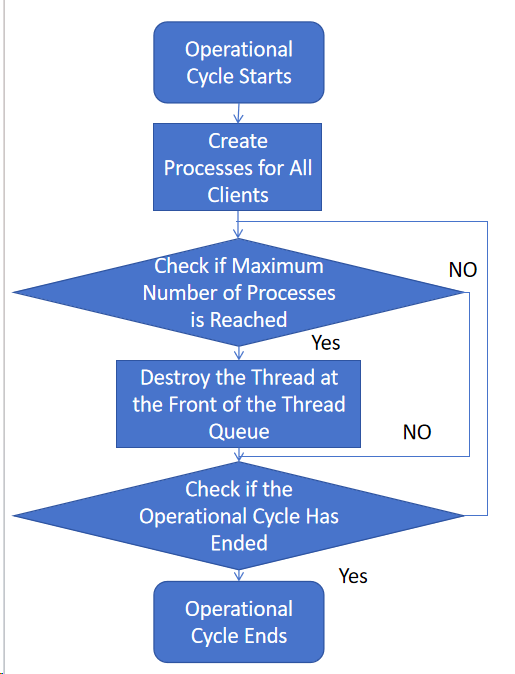 Operational
Cycle Starts
Create
Processes for All
Clients
Check if Maximum
Number of Processes
is Reached
NO
Yes
Destroy the Thread at
the Front of the Thread
Queue
NO
Check if the
Operational Cycle Has
Ended
Yes
Operational
Cycle Ends